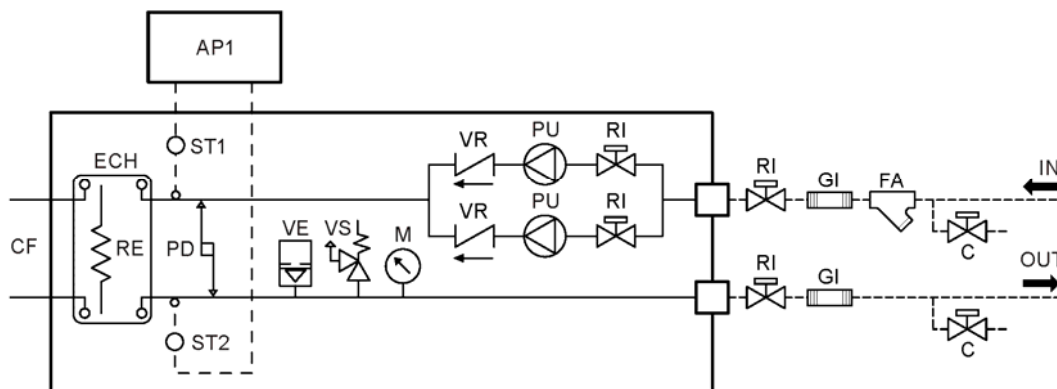 AP1
ST1
ECH
VR
PU
RI
RI
GI
FA
IN
CF
RE
PD
VE
VS
M
VR
PU
RI
C
OUT
RI
GI
ST2
C